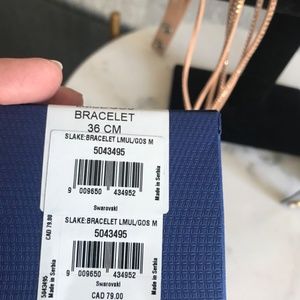 BRACELET
36 CM
SLAKE:BRACELET LMUL/GOS M
5043495
9 009650 434952
Made in Serbia
Swarovski
CAD 79.00
SLAKE:BRACELET LMUL/GOS M
5043495
9 009650 434952
Made in Serbia
Swarovski
CAD 79.00
5043495